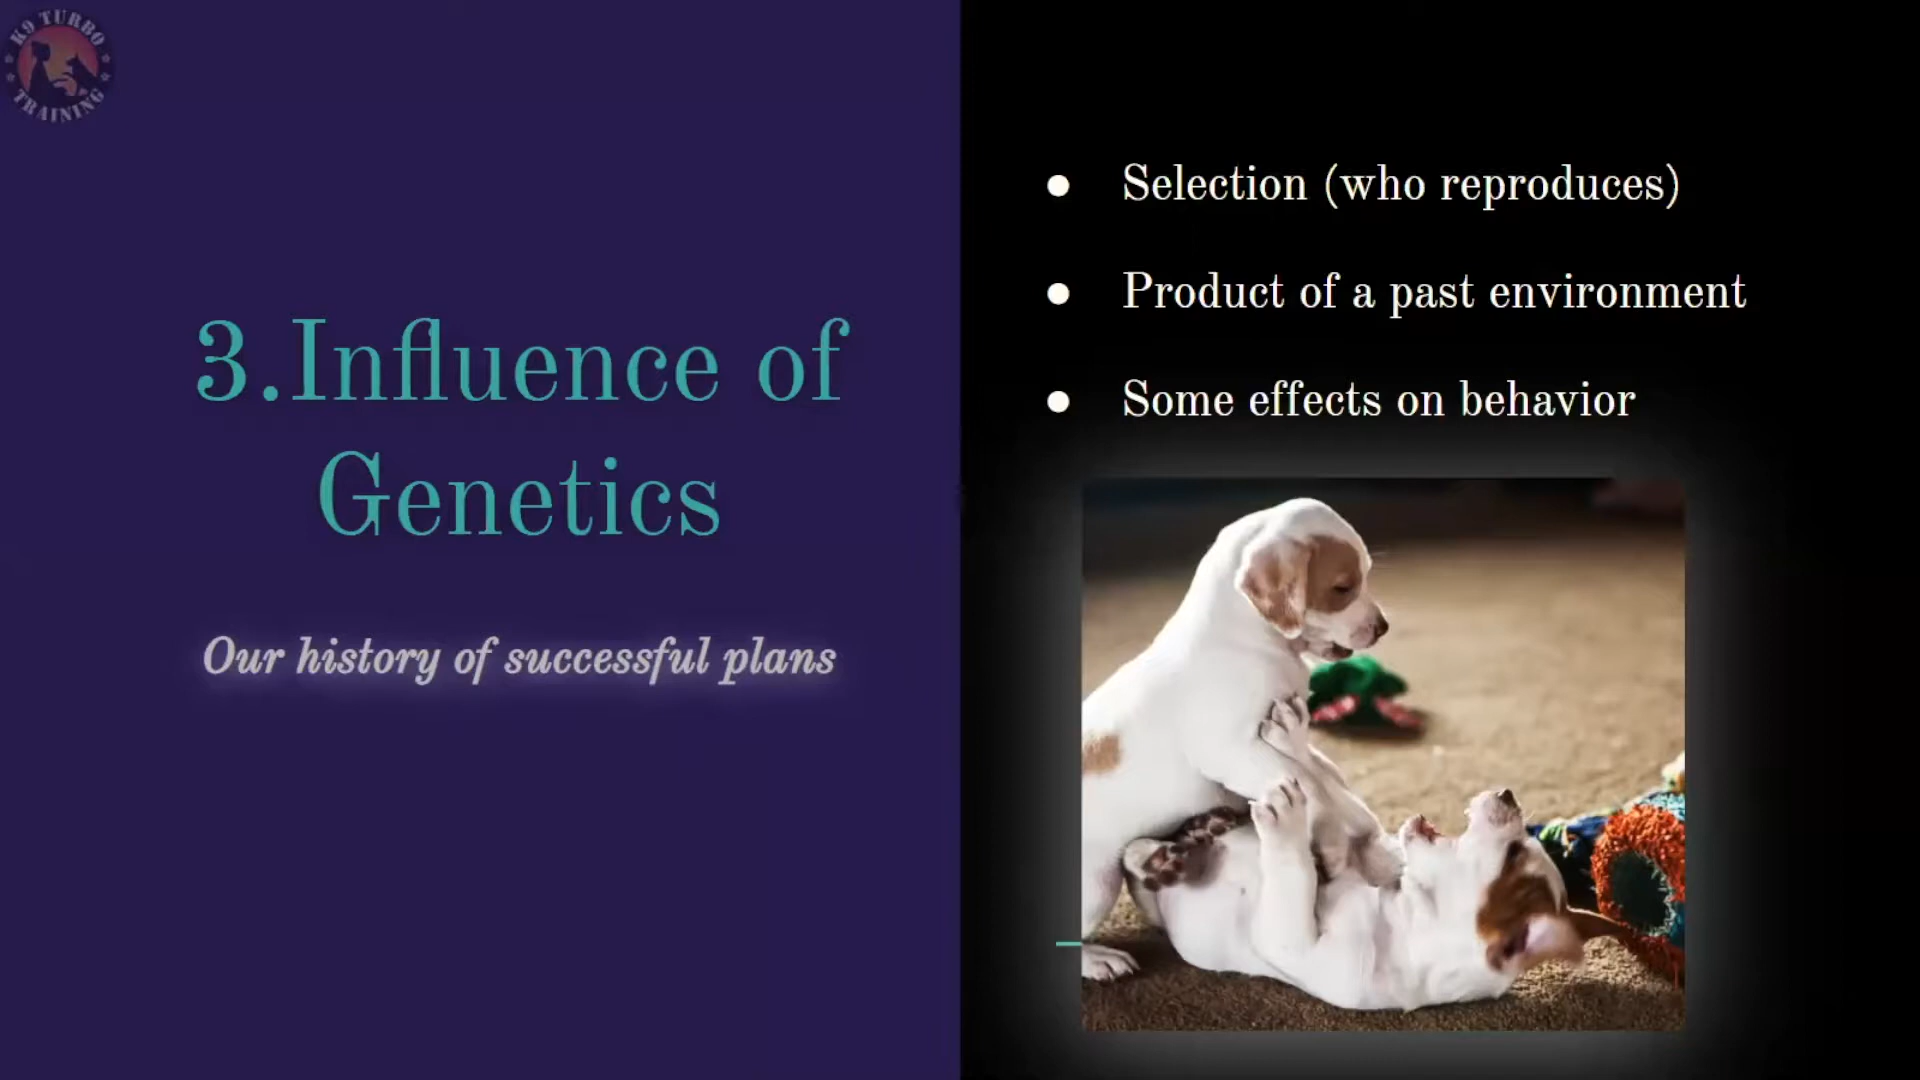 K9 TURBO
TRAINING
3.Influence of
Genetics
Our history of successful plans
● Selection (who reproduces)
● Product of a past environment
● Some effects on behavior